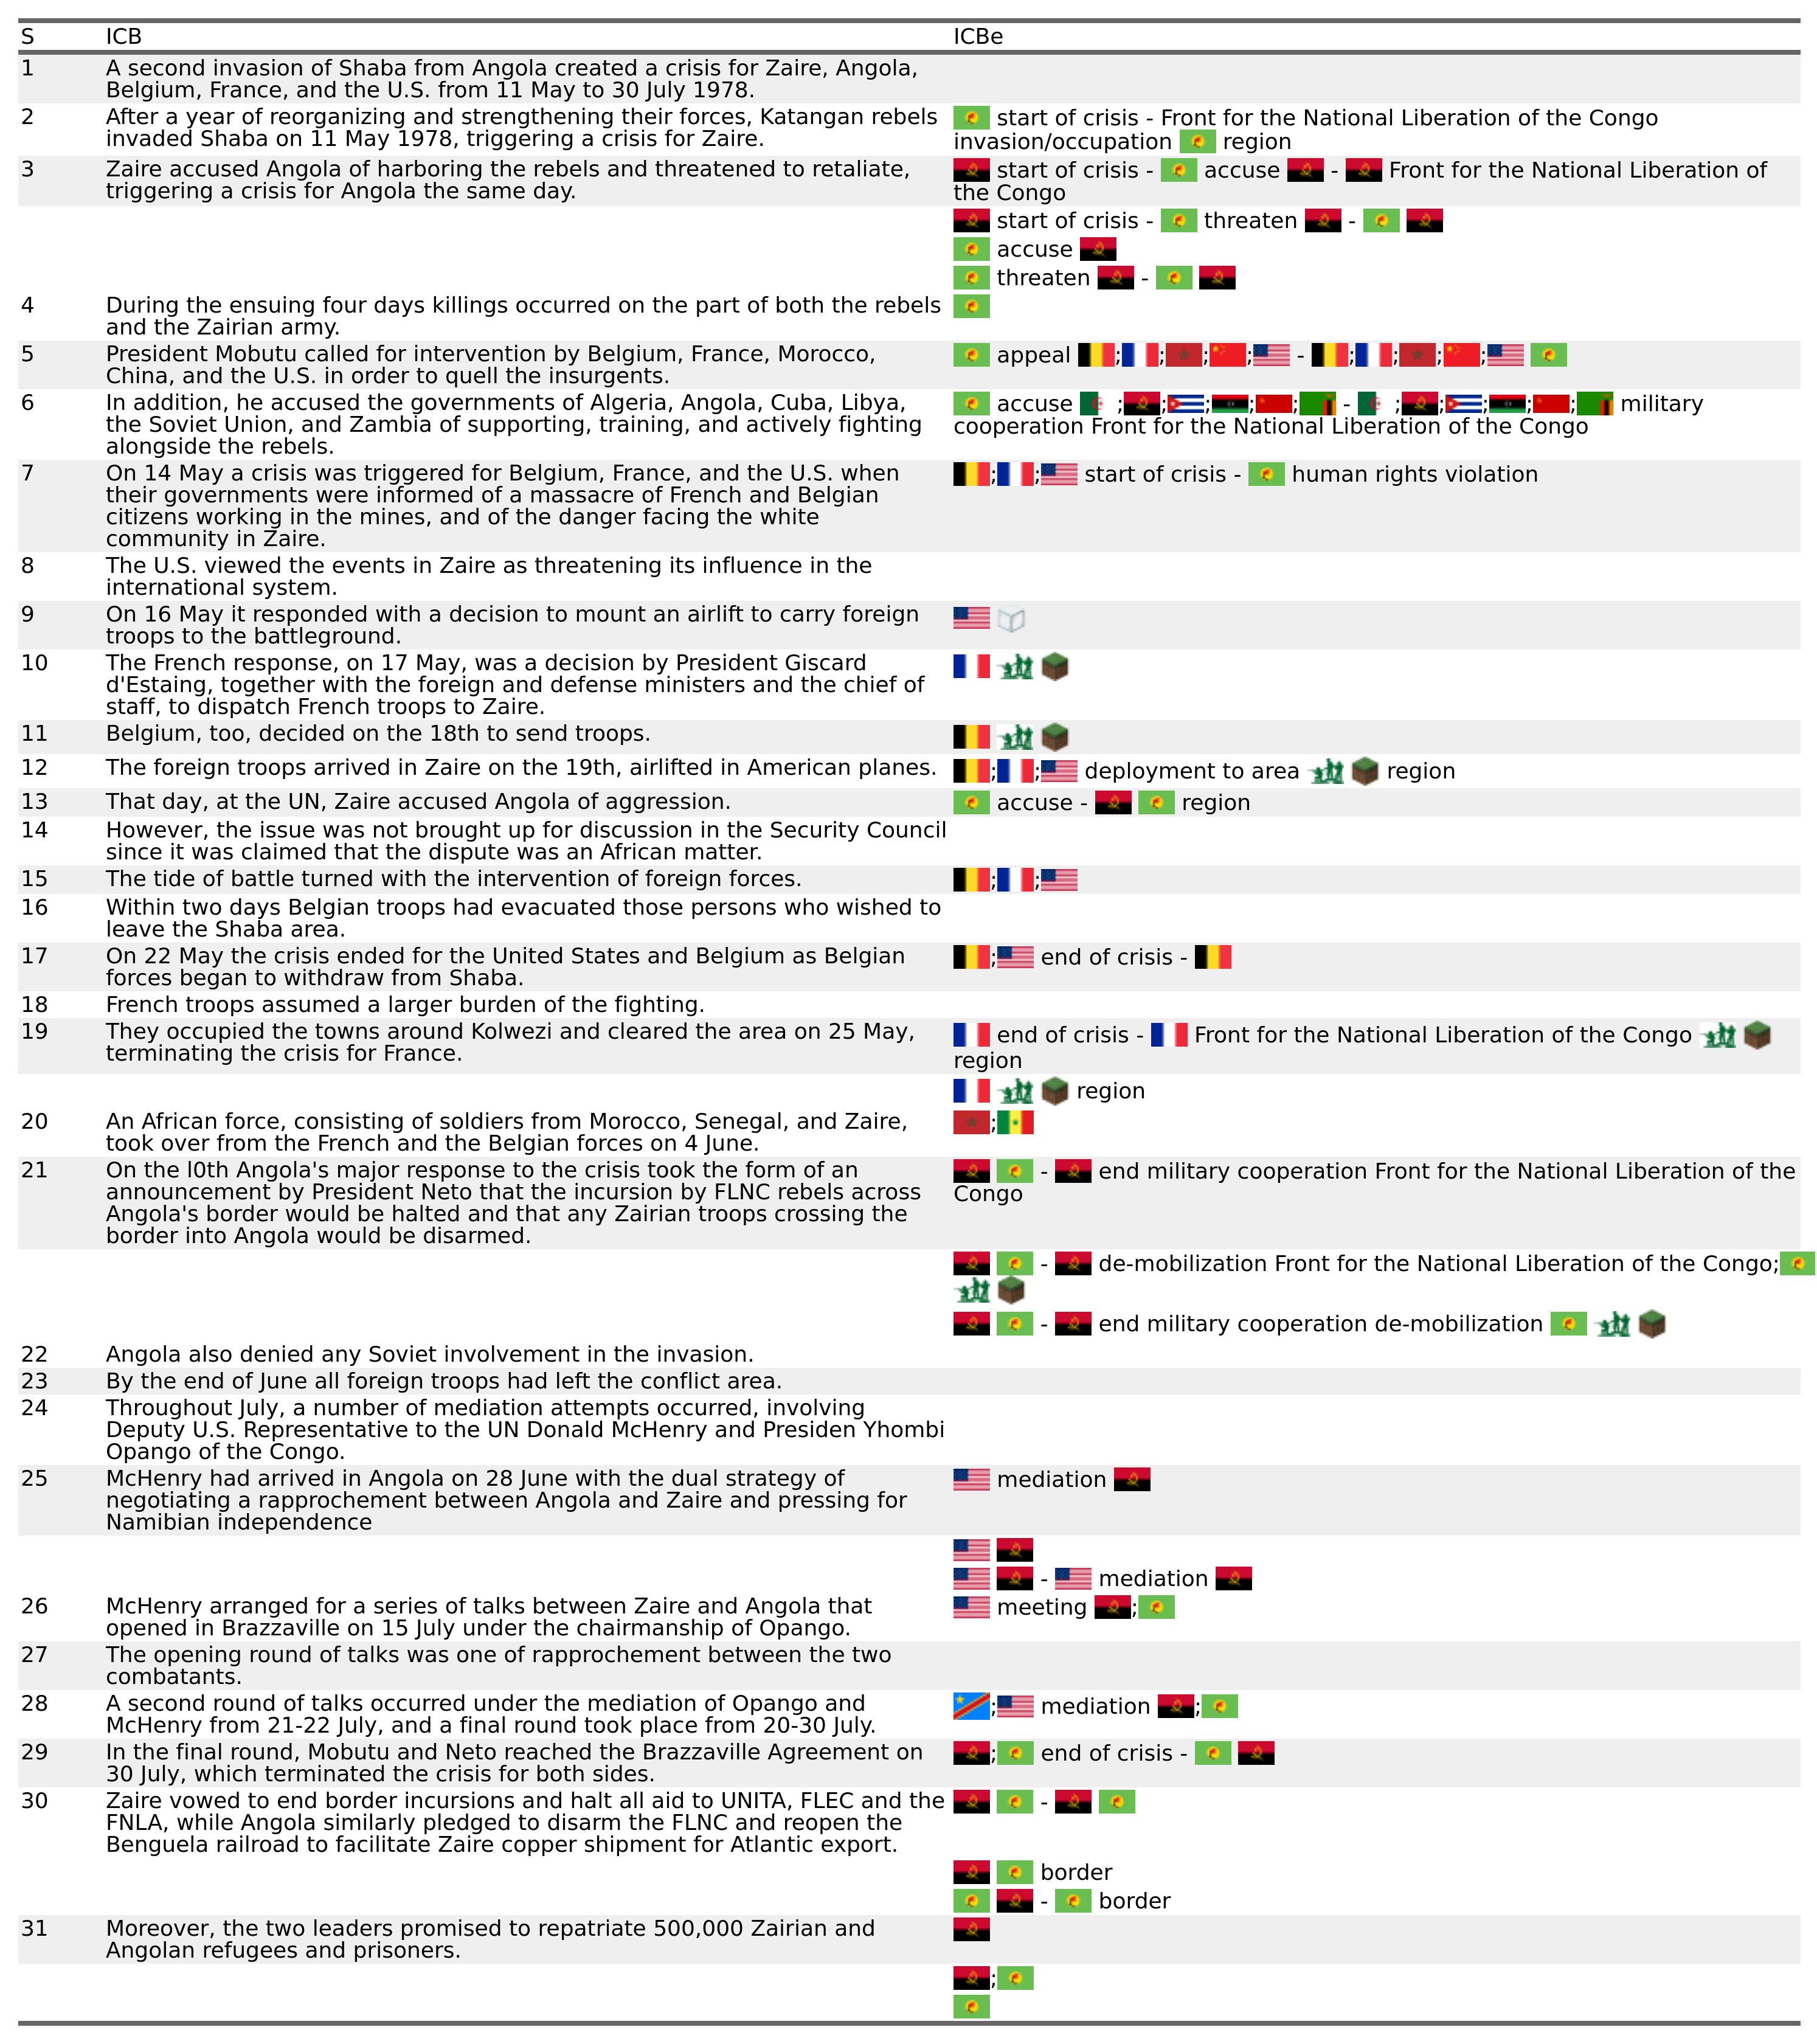 S ICB ICBe
1 A second invasion of Shaba from Angola created a crisis for Zaire, Angola,
Belgium, France, and the U.S. from 11 May to 30 July 1978.
2 After a year of reorganizing and strengthening their forces, Katangan rebels
invaded Shaba on 11 May 1978, triggering a crisis for Zaire.
start of crisis - Front for the National Liberation of the Congo
invasion/occupation region
3 Zaire accused Angola of harboring the rebels and threatened to retaliate,
triggering a crisis for Angola the same day.
start of crisis - accuse - Front for the National Liberation of
the Congo
start of crisis - threaten -
accuse
threaten -
4 During the ensuing four days killings occurred on the part of both the rebels
and the Zairian army.
5 President Mobutu called for intervention by Belgium, France, Morocco,
China, and the U.S. in order to quell the insurgents.
appeal ; ; ; ; - ; ; ; ;
6 In addition, he accused the governments of Algeria, Angola, Cuba, Libya,
the Soviet Union, and Zambia of supporting, training, and actively fighting
alongside the rebels.
accuse ; ; ; ; ; - ; ; ; ; ; military
cooperation Front for the National Liberation of the Congo
7 On 14 May a crisis was triggered for Belgium, France, and the U.S. when
their governments were informed of a massacre of French and Belgian
citizens working in the mines, and of the danger facing the white
community in Zaire.
; ; start of crisis - human rights violation
8 The U.S. viewed the events in Zaire as threatening its influence in the
international system.
9 On 16 May it responded with a decision to mount an airlift to carry foreign
troops to the battleground.
10 The French response, on 17 May, was a decision by President Giscard
d'Estaing, together with the foreign and defense ministers and the chief of
staff, to dispatch French troops to Zaire.
11 Belgium, too, decided on the 18th to send troops.
12 The foreign troops arrived in Zaire on the 19th, airlifted in American planes.
; ; deployment to area region
13 That day, at the UN, Zaire accused Angola of aggression.
accuse - region
14 However, the issue was not brought up for discussion in the Security Council
since it was claimed that the dispute was an African matter.
15 The tide of battle turned with the intervention of foreign forces.
; ;
16 Within two days Belgian troops had evacuated those persons who wished to
leave the Shaba area.
17 On 22 May the crisis ended for the United States and Belgium as Belgian
forces began to withdraw from Shaba.
; end of crisis -
18 French troops assumed a larger burden of the fighting.
19 They occupied the towns around Kolwezi and cleared the area on 25 May,
terminating the crisis for France.
end of crisis - Front for the National Liberation of the Congo
region
region
20 An African force, consisting of soldiers from Morocco, Senegal, and Zaire,
took over from the French and the Belgian forces on 4 June.
;
21 On the l0th Angola's major response to the crisis took the form of an
announcement by President Neto that the incursion by FLNC rebels across
Angola's border would be halted and that any Zairian troops crossing the
border into Angola would be disarmed.
- end military cooperation Front for the National Liberation of the
Congo
- de-mobilization Front for the National Liberation of the Congo;
- end military cooperation de-mobilization
22 Angola also denied any Soviet involvement in the invasion.
23 By the end of June all foreign troops had left the conflict area.
24 Throughout July, a number of mediation attempts occurred, involving
Deputy U.S. Representative to the UN Donald McHenry and Presiden Yhombi
Opango of the Congo.
25 McHenry had arrived in Angola on 28 June with the dual strategy of
negotiating a rapprochement between Angola and Zaire and pressing for
Namibian independence
mediation
- mediation
26 McHenry arranged for a series of talks between Zaire and Angola that
opened in Brazzaville on 15 July under the chairmanship of Opango.
meeting ;
27 The opening round of talks was one of rapprochement between the two
combatants.
28 A second round of talks occurred under the mediation of Opango and
McHenry from 21-22 July, and a final round took place from 20-30 July.
; mediation ;
29 In the final round, Mobutu and Neto reached the Brazzaville Agreement on
30 July, which terminated the crisis for both sides.
; end of crisis -
30 Zaire vowed to end border incursions and halt all aid to UNITA, FLEC and the
FNLA, while Angola similarly pledged to disarm the FLNC and reopen the
Benguela railroad to facilitate Zaire copper shipment for Atlantic export.
-
border
- border
31 Moreover, the two leaders promised to repatriate 500,000 Zairian and
Angolan refugees and prisoners.
;